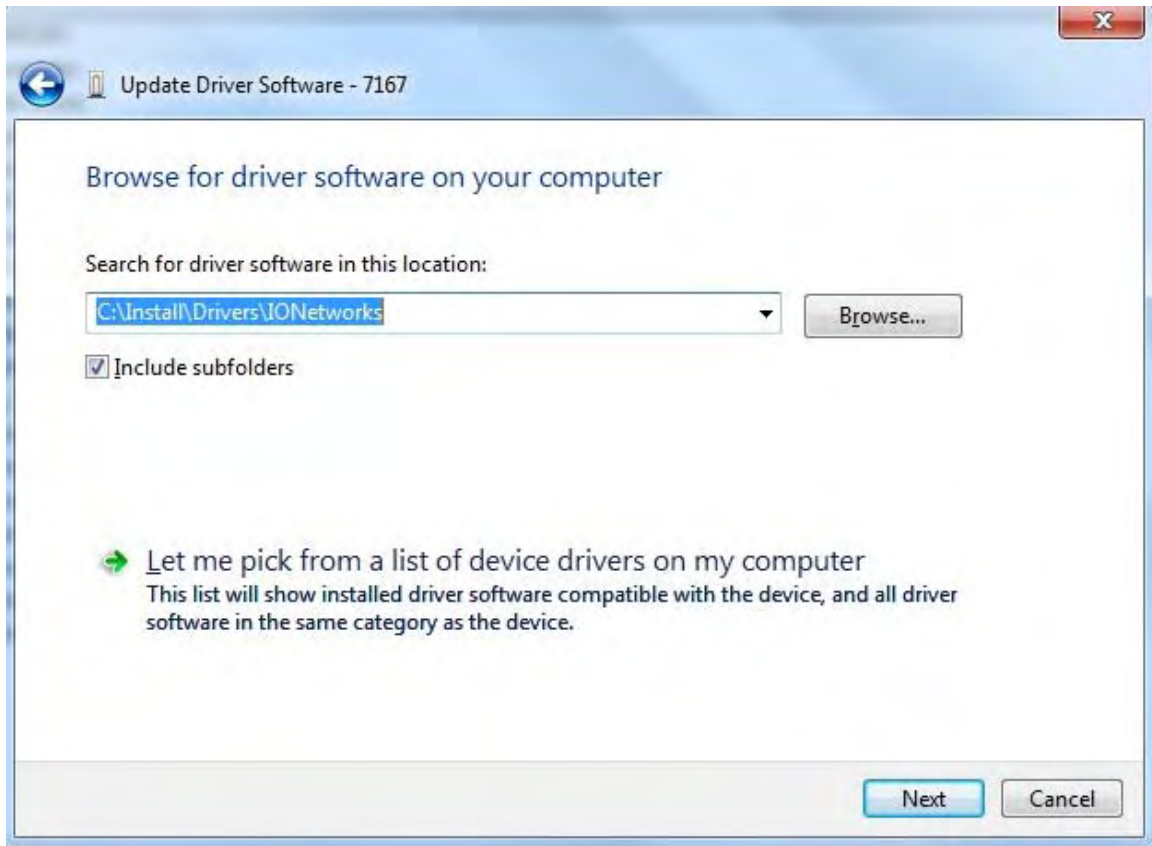 Update Driver Software - 7167
Browse for driver software on your computer
Search for driver software in this location:
C:\Install\Drivers\IONetworks
Browse...
Include subfolders
Let me pick from a list of device drivers on my computer
This list will show installed driver software compatible with the device, and all driver
software in the same category as the device.
Next
Cancel